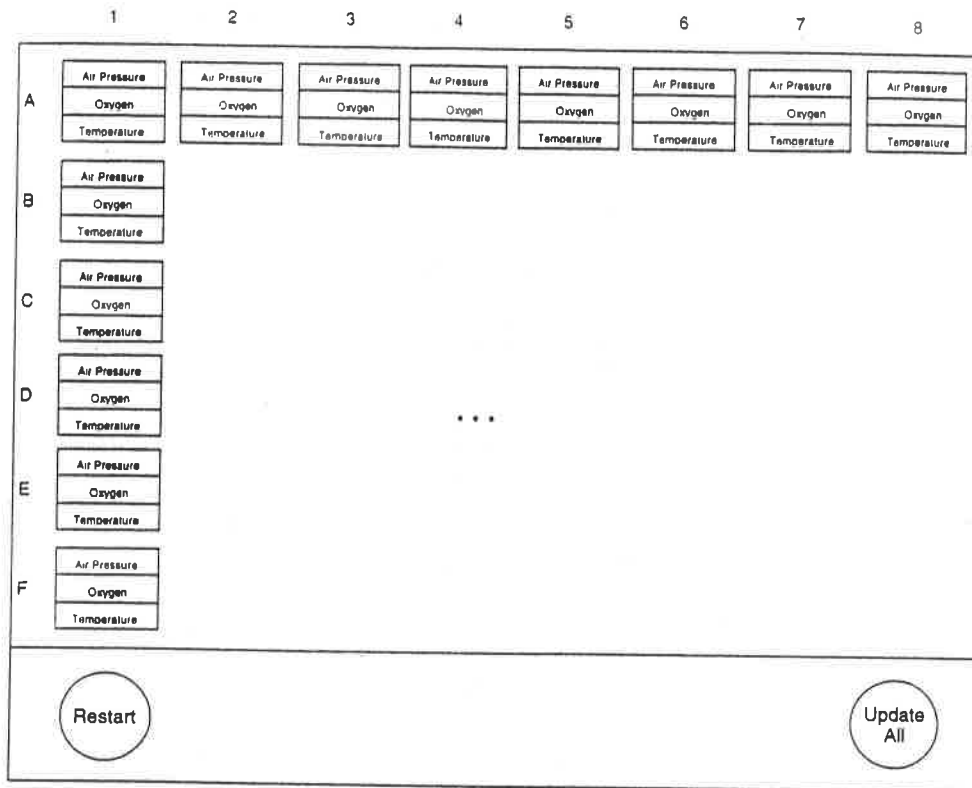 1 2 3 4 5 6 7 8
A
Air Pressure Air Pressure Air Pressure Air Pressure Air Pressure Air Pressure Air Pressure Air Pressure
Oxygen Oxygen Oxygen Oxygen Oxygen Oxygen Oxygen Oxygen
Temperature Temperature Temperature Temperature Temperature Temperature Temperature Temperature
B
Air Pressure
Oxygen
Temperature
C
Air Pressure
Oxygen
Temperature
D
Air Pressure
Oxygen
Temperature
...
E
Air Pressure
Oxygen
Temperature
F
Air Pressure
Oxygen
Temperature
Restart
Update
All